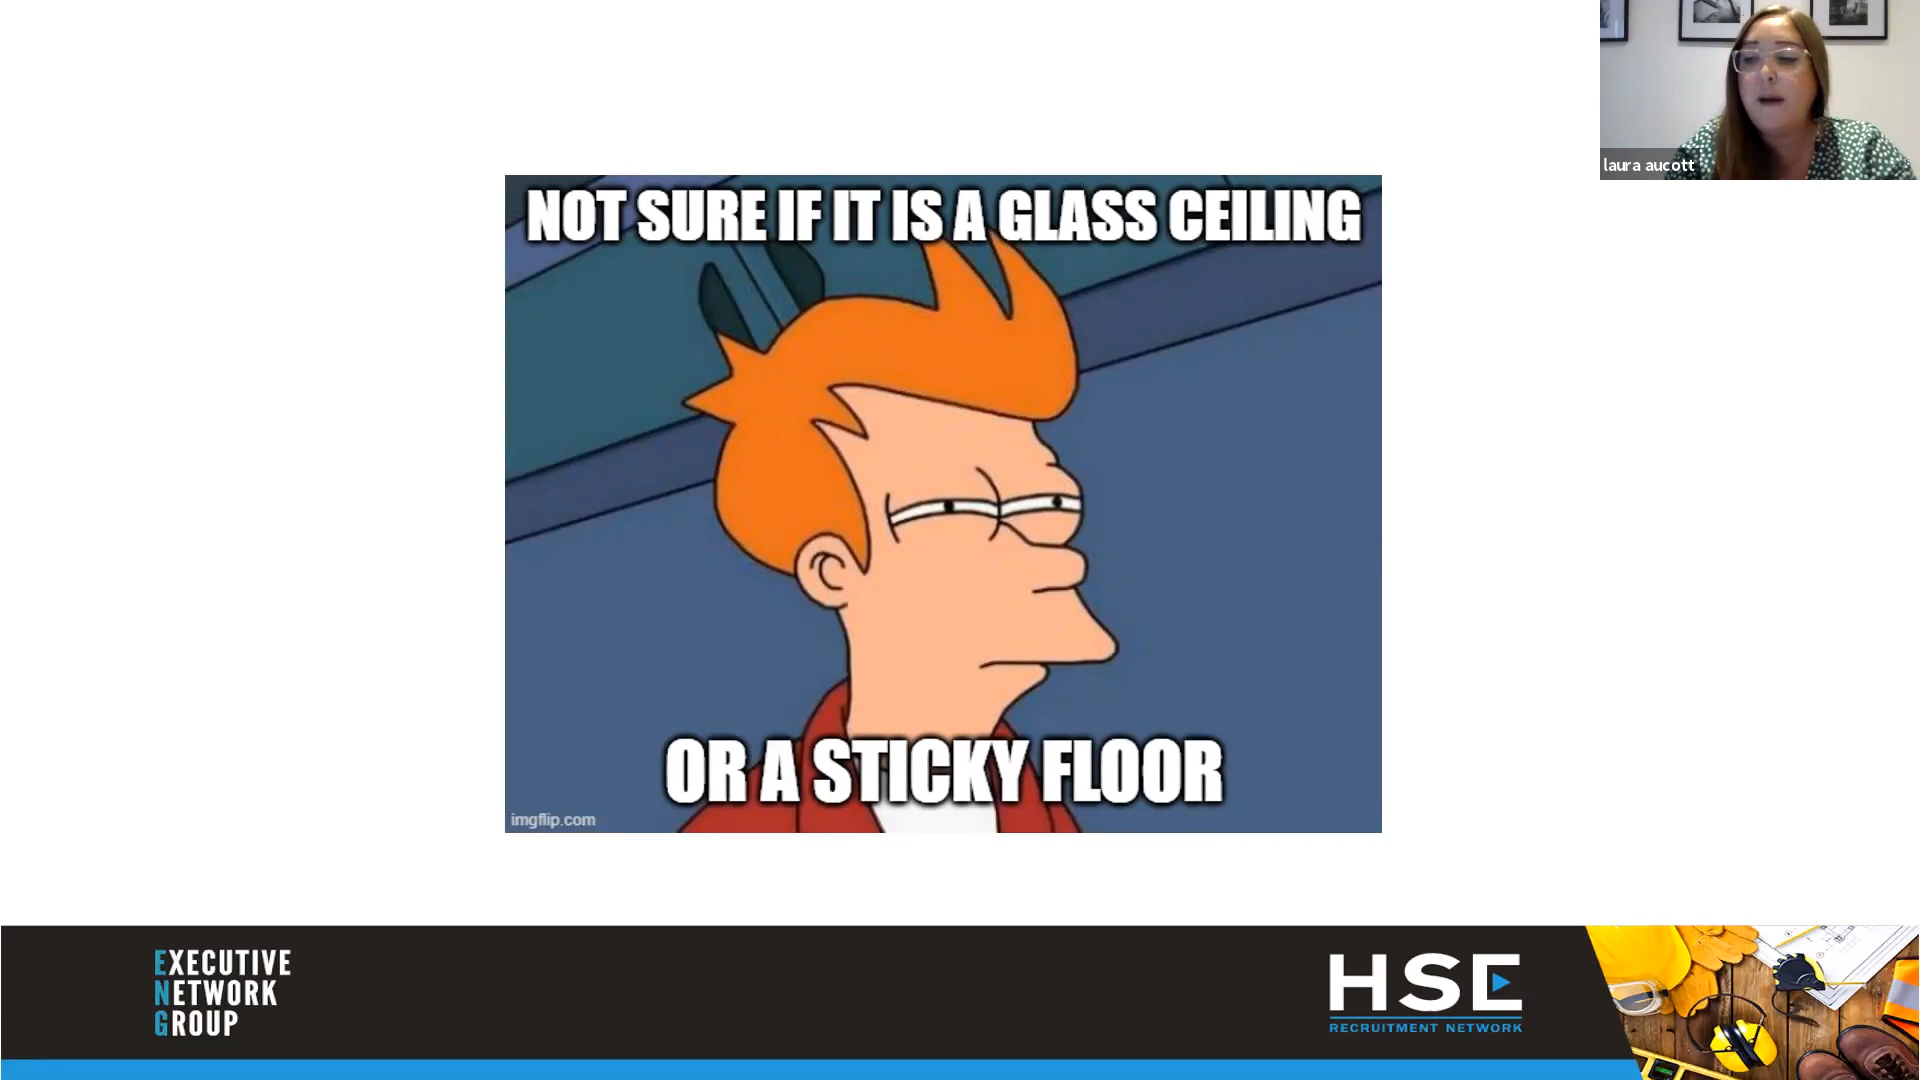 laura aucott
NOT SURE IF IT IS A GLASS CEILING
OR A STICKY FLOOR
imgflip.com
EXECUTIVE
NETWORK
GROUP
HSE
RECRUITMENT NETWORK